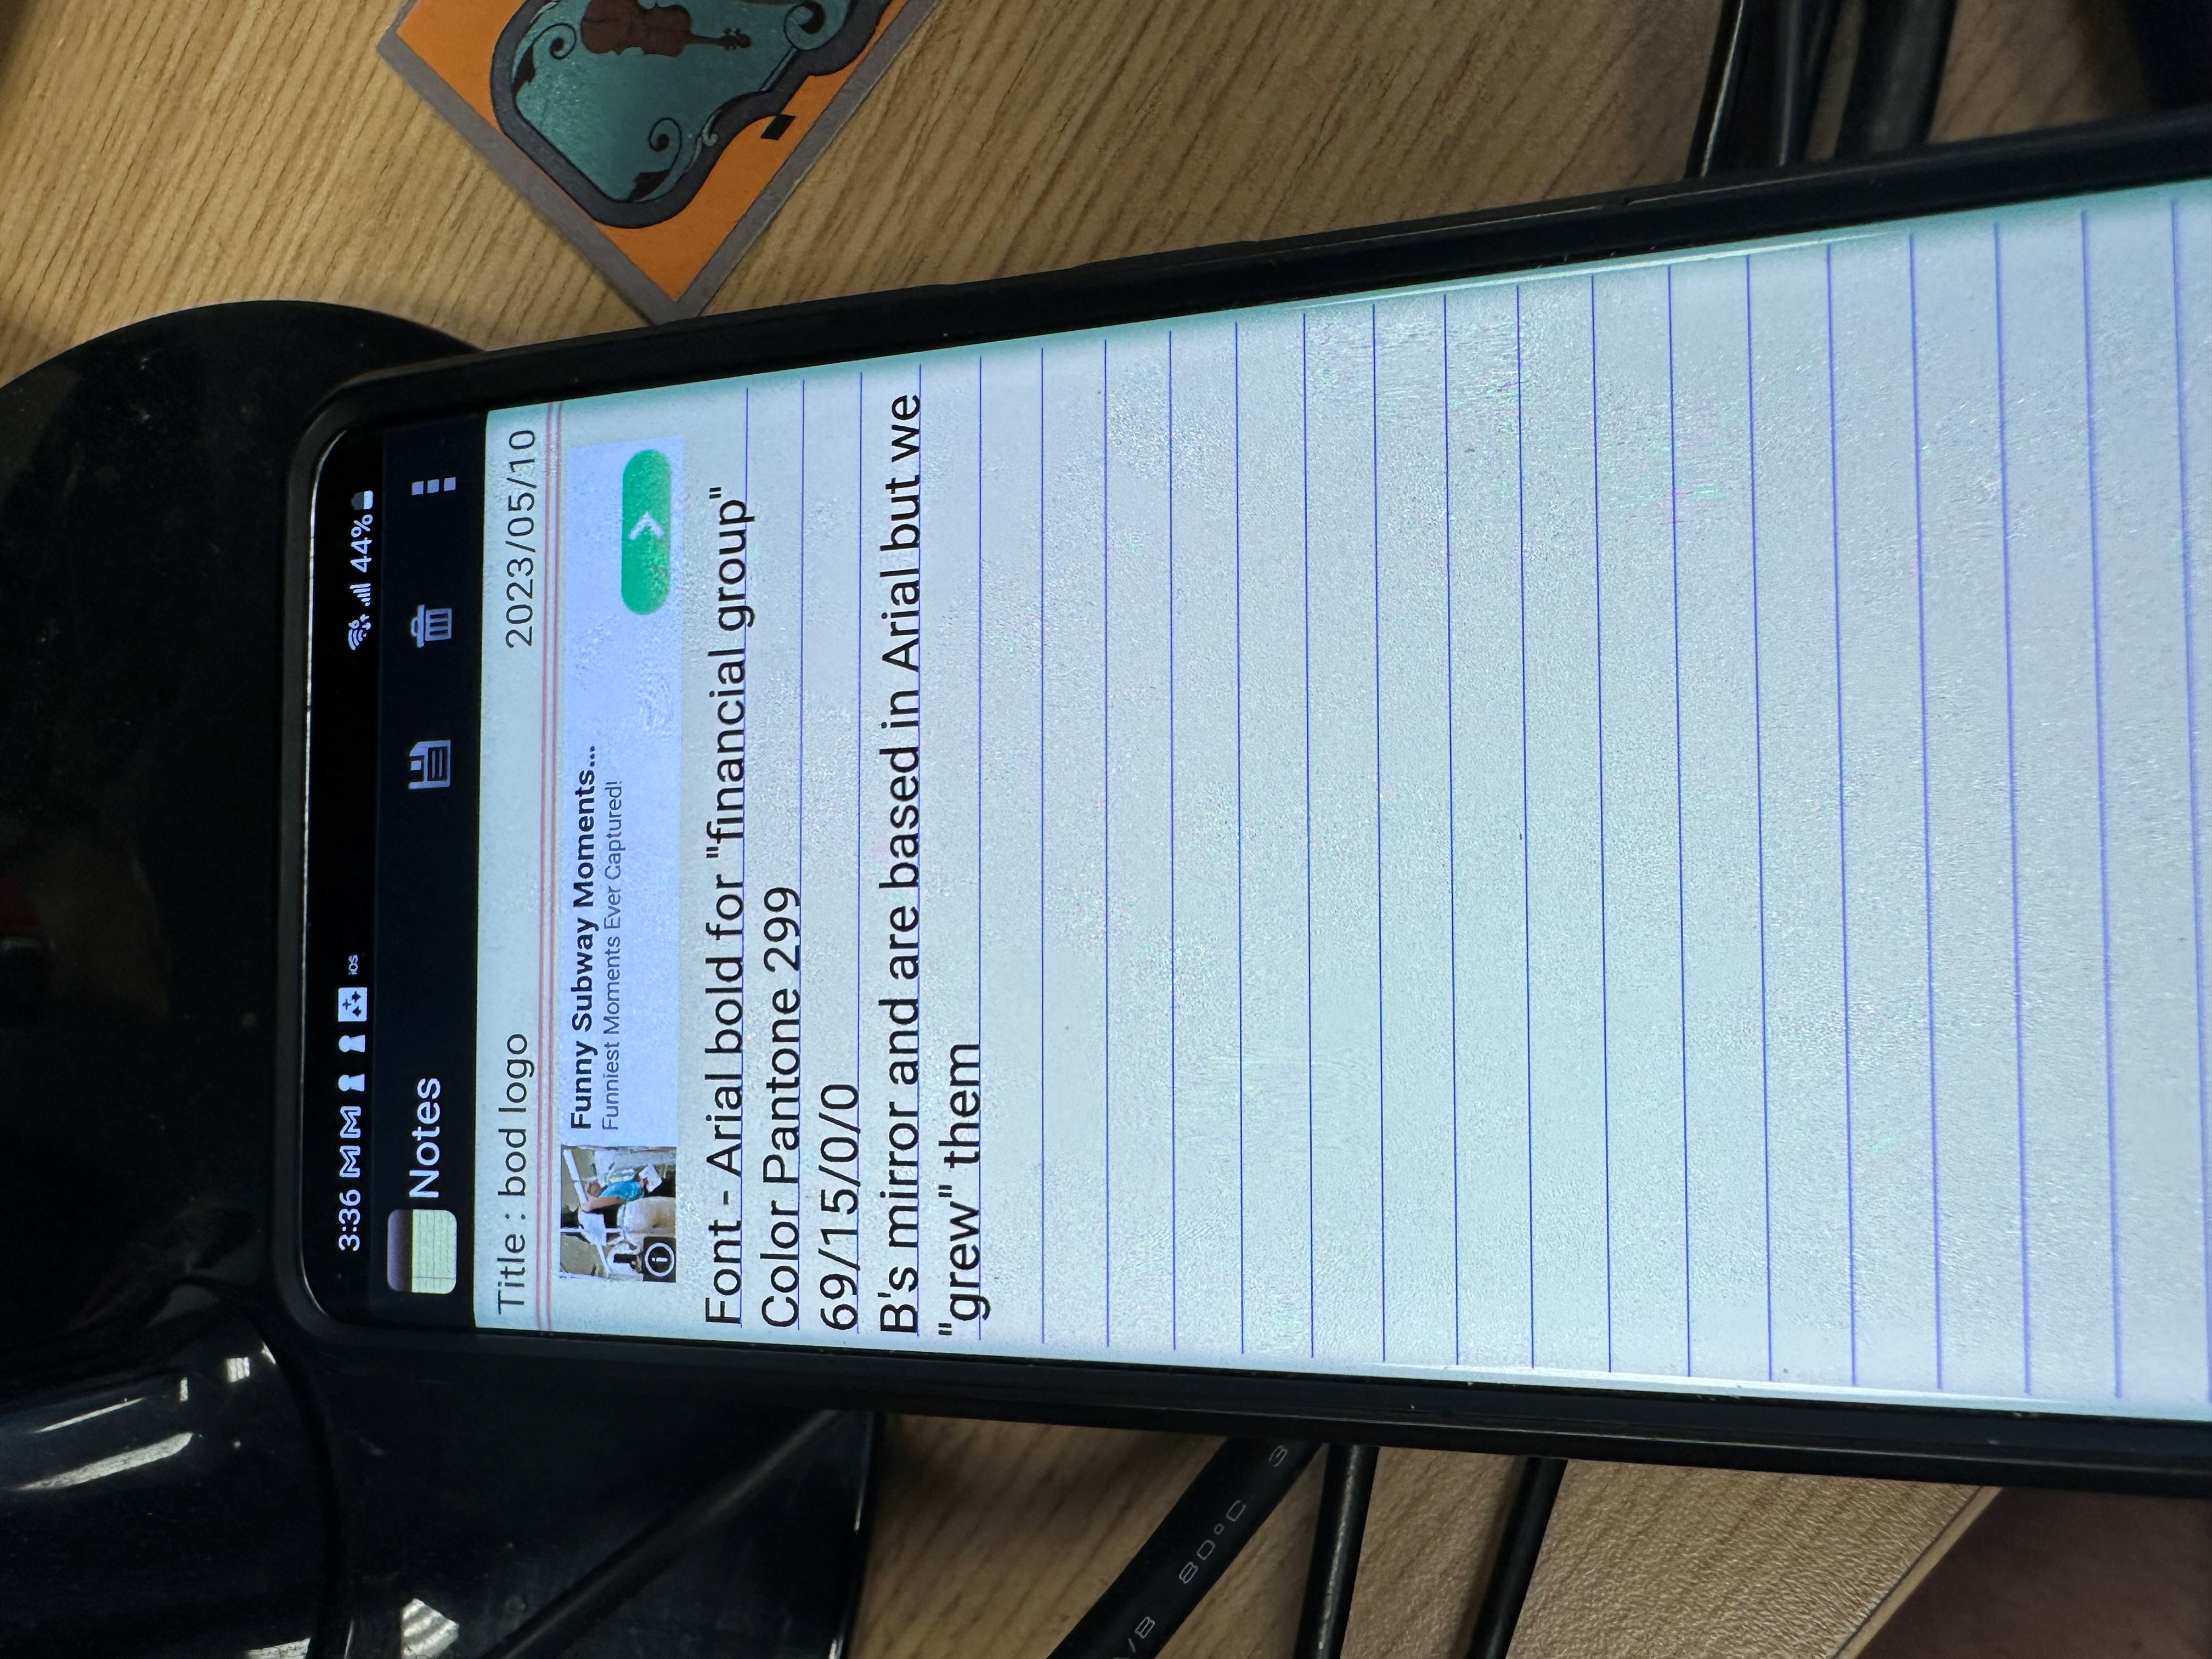 3:36 M M iOS 44%
Notes
Title : bod logo 2023/05/10
Funny Subway Moments...
Funniest Moments Ever Captured!
Font - Arial bold for "financial group"
Color Pantone 299
69/15/0/0
B's mirror and are based in Arial but we
"grew" them
80°C 3